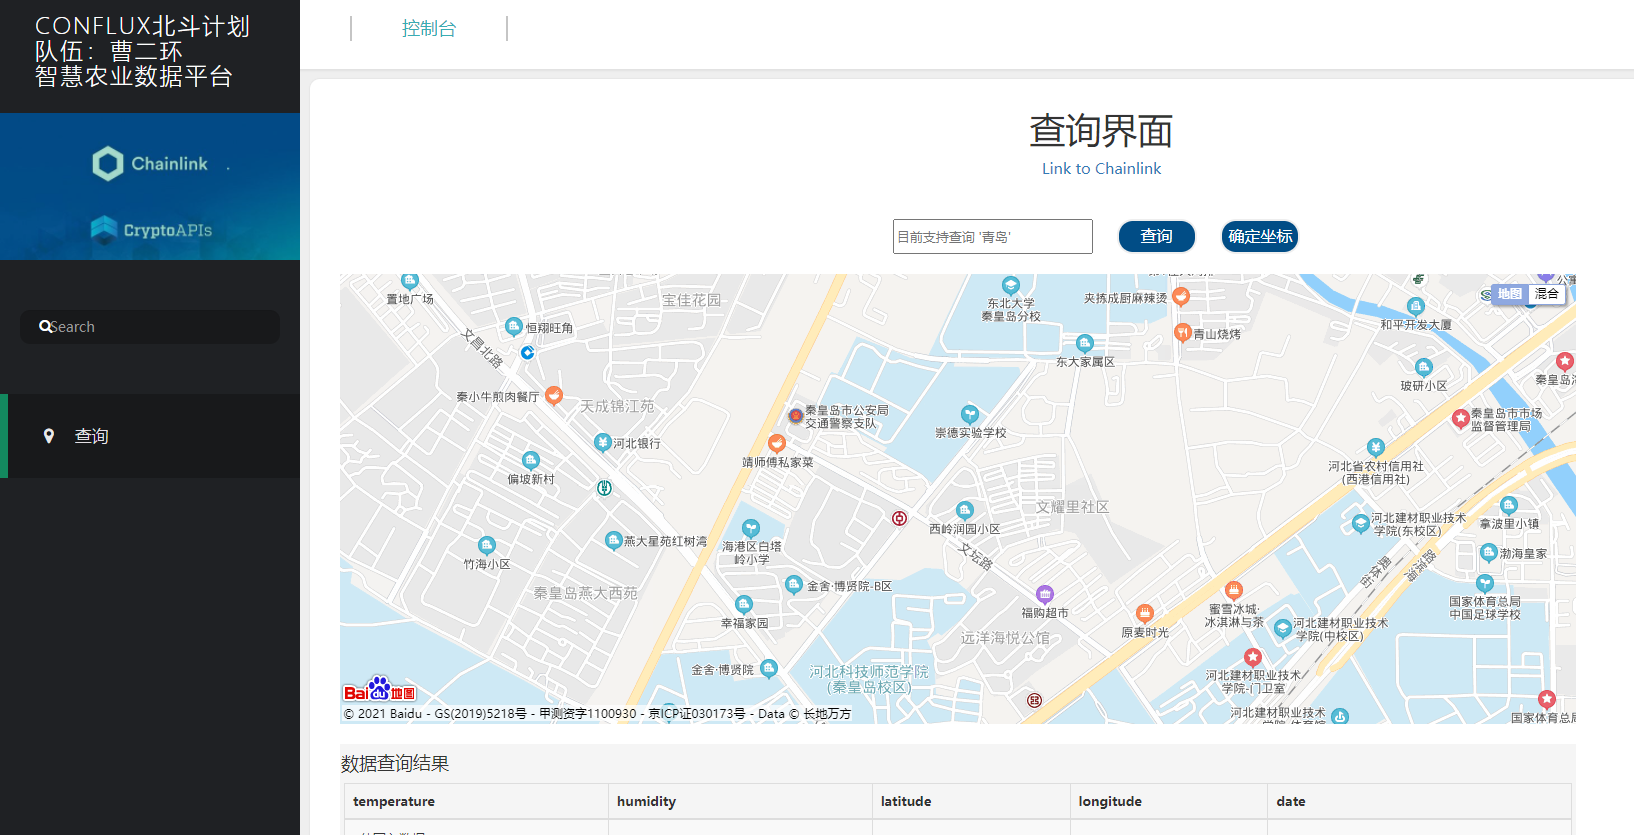 CONFLUX北斗计划
队伍：曹二环
智慧农业数据平台
Chainlink
CryptoAPIs
Search
查询
控制台
查询界面
Link to Chainlink
目前支持查询 '青岛'
查询
确定坐标
置地广场
宝佳花园
恒翔旺角
文昌北路
秦小牛煎肉餐厅
天成锦江苑
河北银行
偏坡新村
竹海小区
燕大星苑红树湾
秦皇岛燕大西苑
海港区白塔
岭小学
金舍·博贤院-B区
幸福家园
金舍·博贤院
河北科技师范学院
(秦皇岛校区)
秦皇岛市公安局
交通警察支队
靖师傅私家菜
东北大学
秦皇岛分校
夹拣成厨麻辣烫
青山烧烤
东大家属区
崇德实验学校
西岭润园小区
文耀里社区
文坛路
福购超市
远洋海悦公馆
原麦时光
蜜雪冰城·
冰淇淋与茶
地图
混合
和平开发大厦
玻研小区
秦皇岛市市场
监督管理局
河北省农村信用社
(西港信用社)
河北建材职业技术
学院(东校区)
拿波里小镇
渤海皇家
奥体街
滨海路
国家体育总局
中国足球学校
河北建材职业技术
学院(中校区)
河北建材职业技术
学院-门卫室
河北建材职业技术
国家体育总局
Baidu地图
© 2021 Baidu - GS(2019)5218号 - 甲测资字1100930 - 京ICP证030173号 - Data © 长地万方
数据查询结果
temperature
humidity
latitude
longitude
date